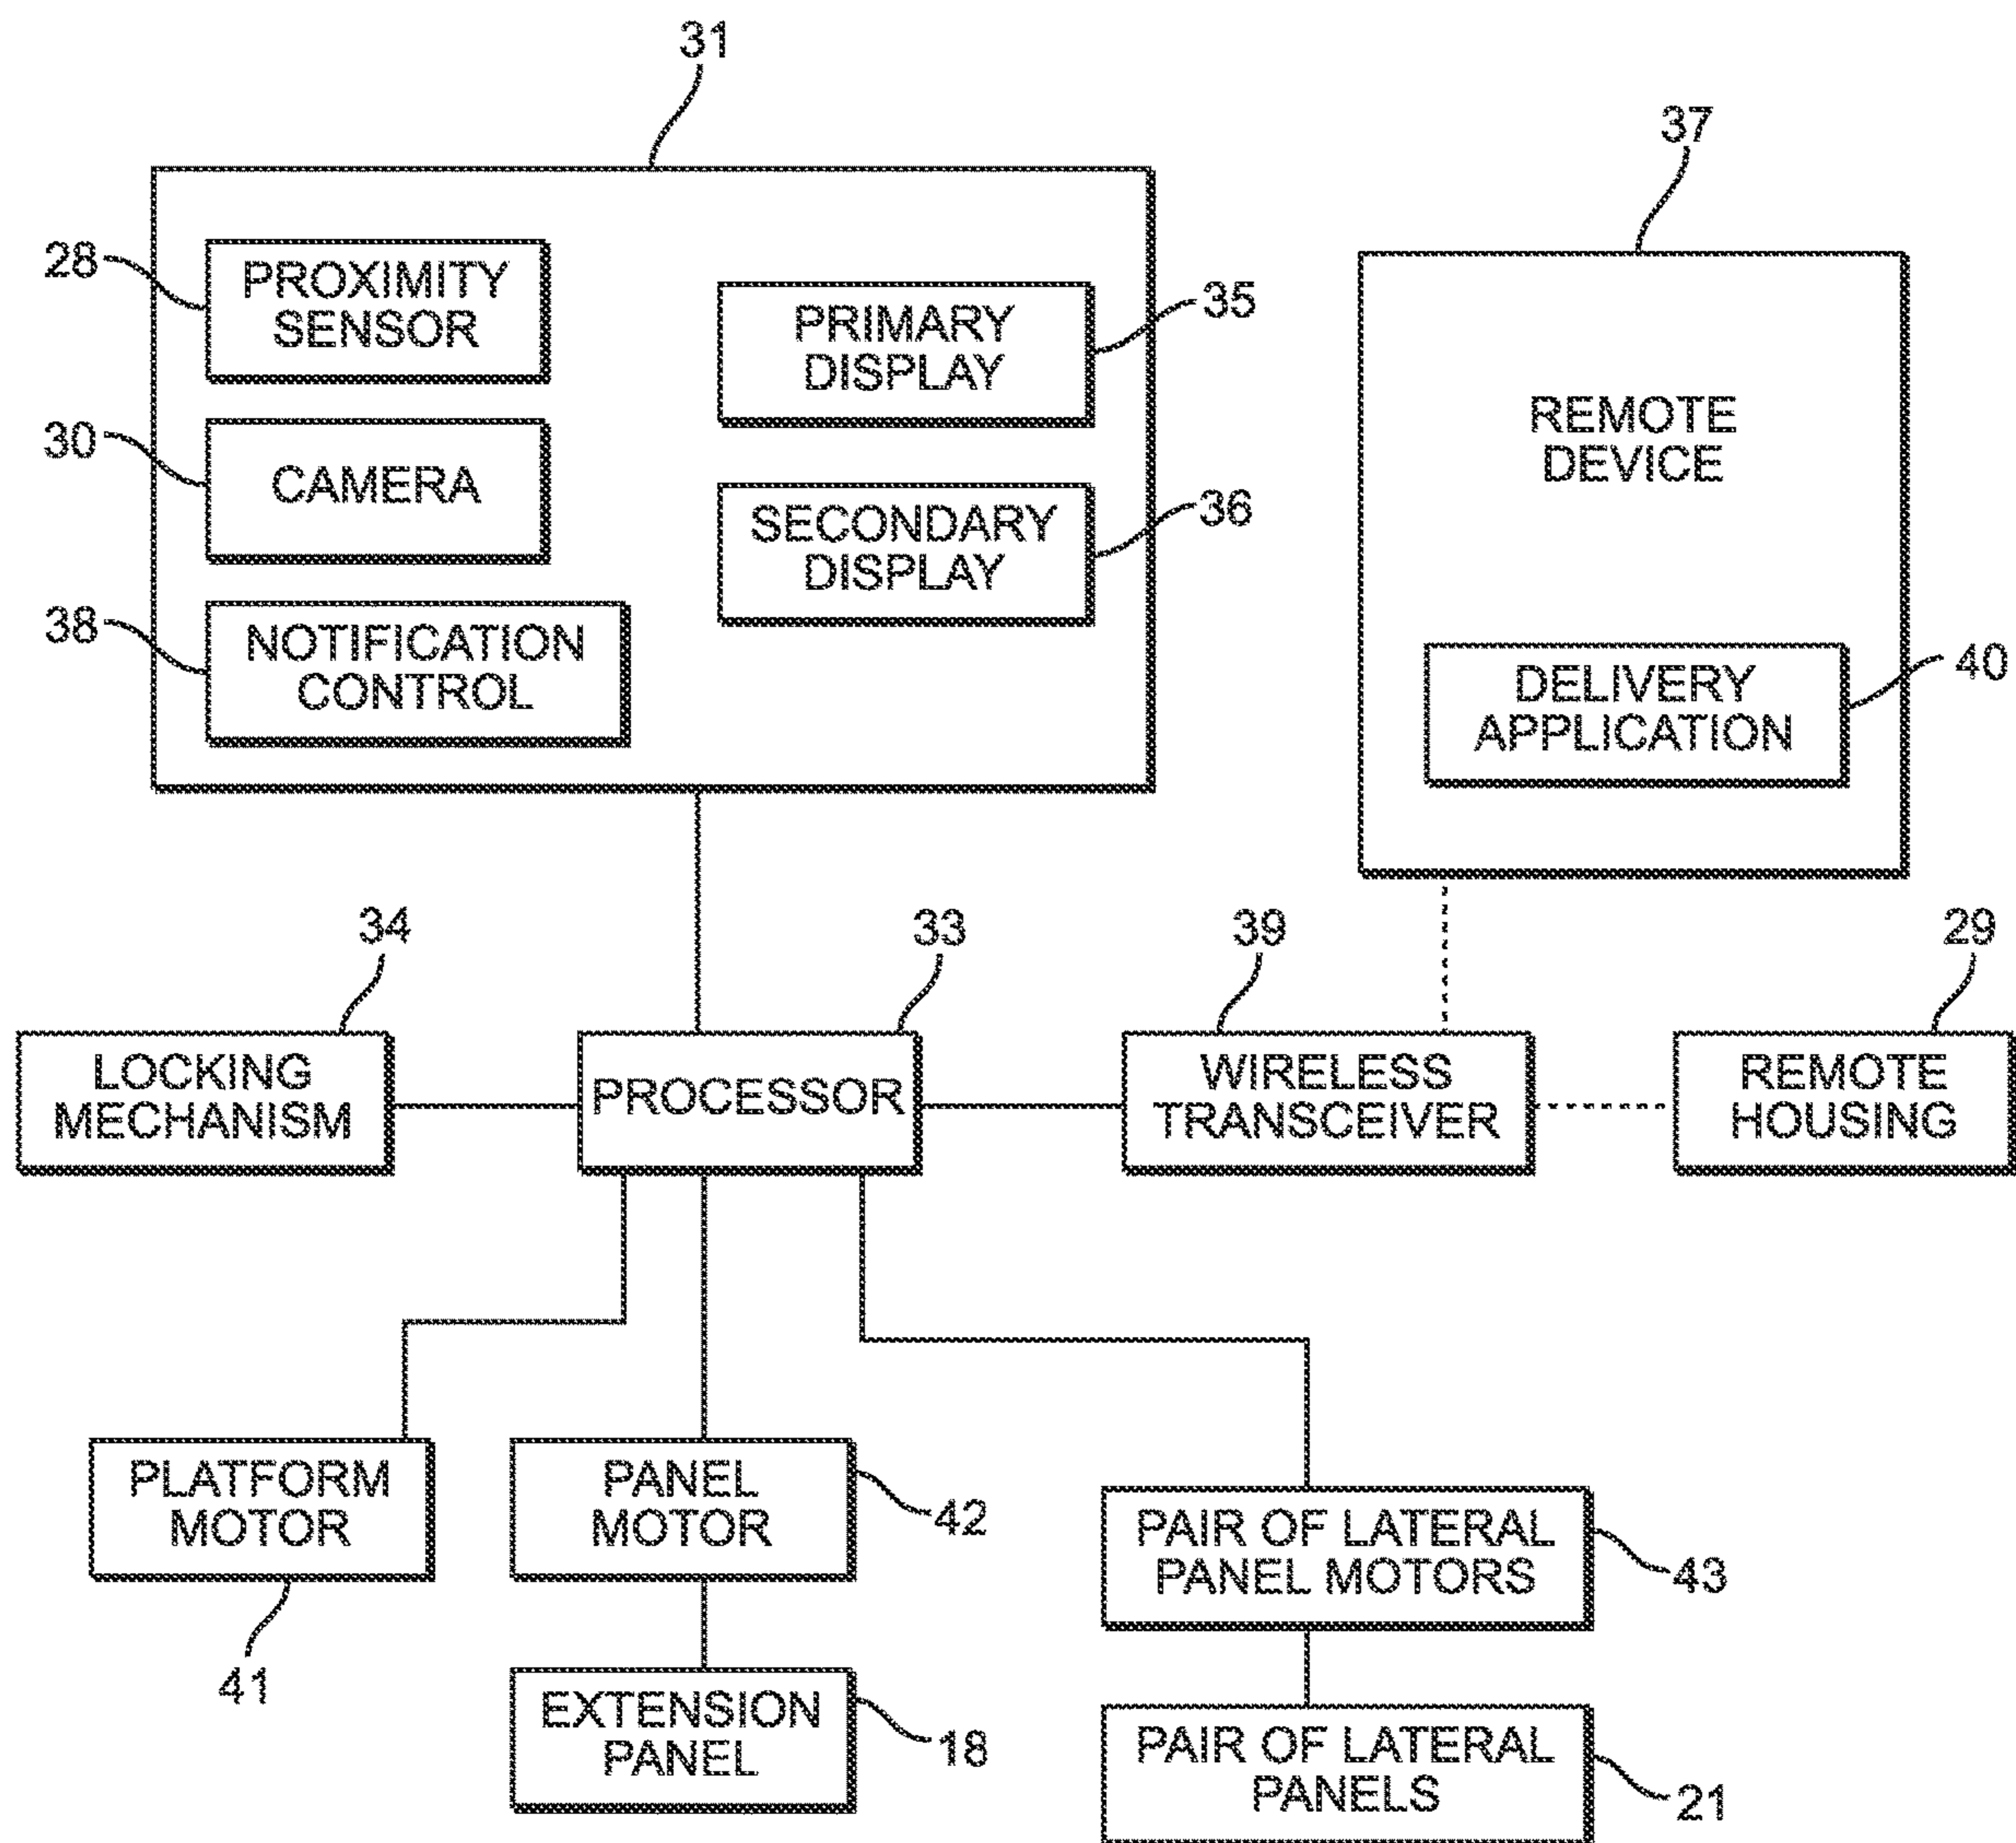 31
37
28
PROXIMITY
SENSOR
PRIMARY
DISPLAY
35
30
CAMERA
SECONDARY
DISPLAY
36
REMOTE
DEVICE
38
NOTIFICATION
CONTROL
DELIVERY
APPLICATION
40
34
33
39
29
LOCKING
MECHANISM
PROCESSOR
WIRELESS
TRANSCEIVER
REMOTE
HOUSING
PLATFORM
MOTOR
41
PANEL
MOTOR
42
PAIR OF LATERAL
PANEL MOTORS
43
EXTENSION
PANEL
18
PAIR OF LATERAL
PANELS
21